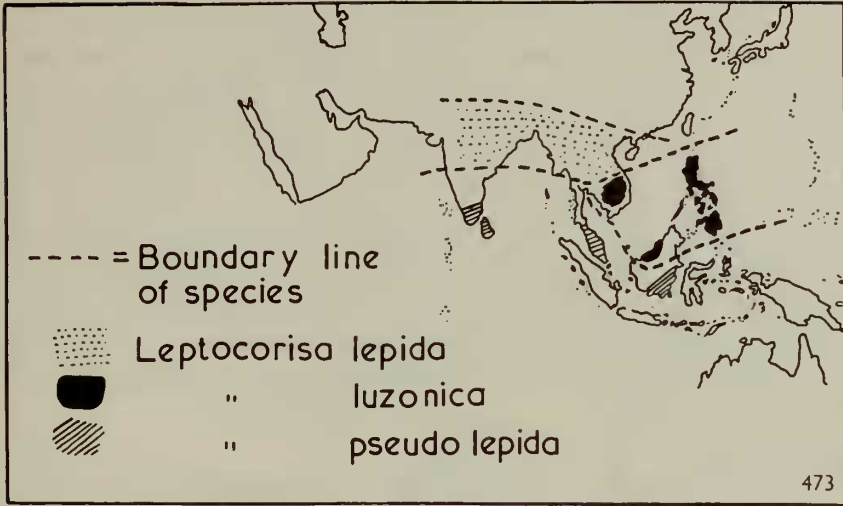 ---- = Boundary line
of species
Leptocorisa lepida
" luzonica
" pseudo lepida
473